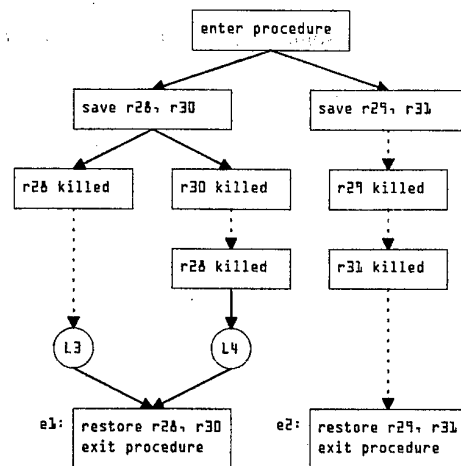 enter procedure
save r28, r30
save r29, r31
r28 killed
r30 killed
r29 killed
r28 killed
r31 killed
L3
L4
e1: restore r28, r30
exit procedure
e2: restore r29, r31
exit procedure